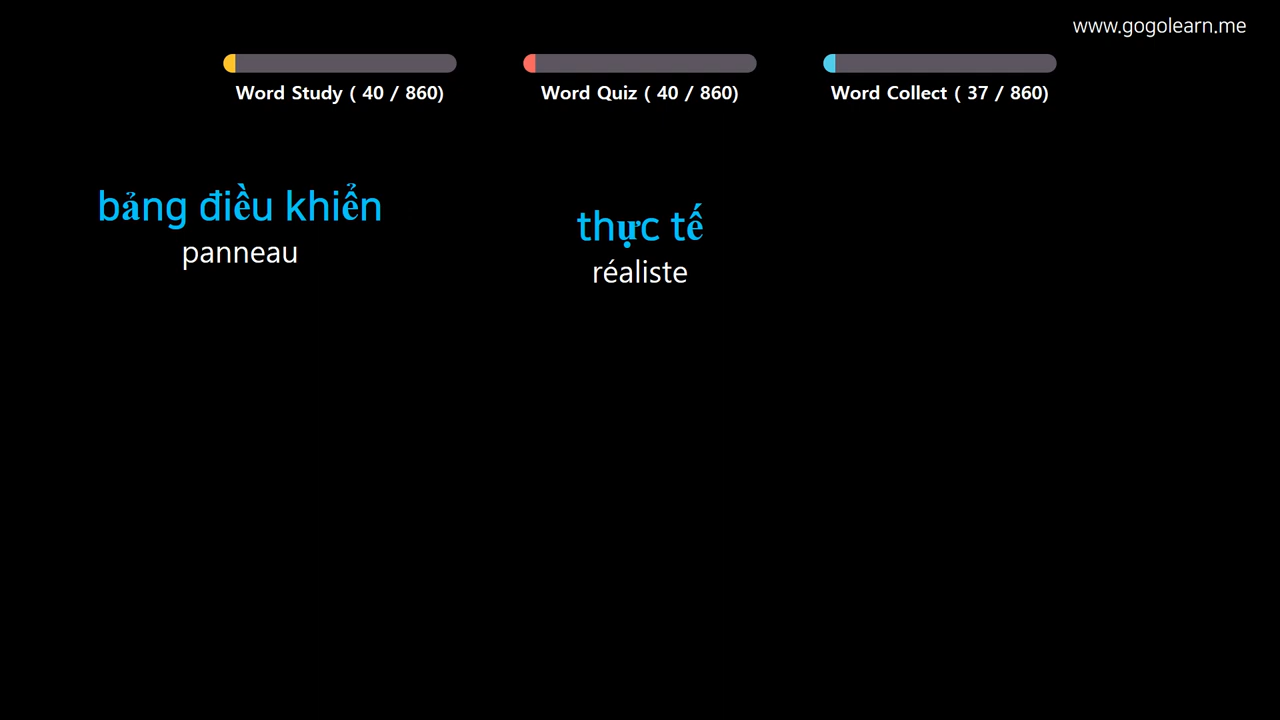 www.gogolearn.me
Word Study ( 40 / 860)
Word Quiz ( 40 / 860)
Word Collect ( 37 / 860)
bảng điều khiển
panneau
thực tế
réaliste